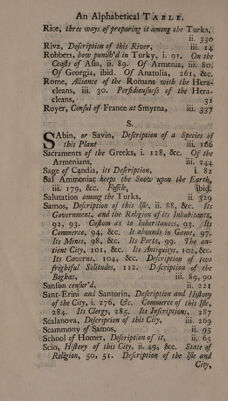 An Alphabetical TABLE.
Rice, three ways of preparing it among the Turks,
ii. 330
Riva, Description of this River, iii. 14
Robbers, how punish'd in Turky, i. 91. On the
Coasts of Asia, ii. 89. Of Armenia, iii. 80.
Of Georgia, ibid. Of Anatolia, 261, &c.
Rome, Alliance of the Romans with the Hera-
cleans, iii. 30. Perfidiousness of the Hera-
cleans, 31
Royer, Consul of France at Smyrna, iii. 337
S.
SAbin, or Savin, Description of a Species of
this Plant iii. 166
Sacraments of the Greeks, i. 128, &c. Of the
Armenians, iii. 244
Sage of Candia, its Description, i. 82
Sal Ammoniac keeps the Snow upon the Earth,
iii. 179, &c. Fossile, ibid.
Salutation among the Turks, ii. 329
Samos, Description of this Isle, ii. 88, &c. Its
Government, and the Religion of its Inhabitants,
92, 93. Custom as to Inheritances, 93. Its
Commerce, 94, &c. It abounds in Game, 97.
Its Mines, 98, &c. Its Ports, 99. The an-
cient City, 101, &c. Its Antiquity, 102, &c.
Its Caverns, 104, &c. Description of two
frightful Solitudes, 112. Description of the
Boghas, iii. 89, 90
Sanson censur'd, ii. 221
Sant-Erini and Santorin, Description and History
of the City, i. 276, &c. Commerce of this Isle,
284. Its Clergy, 285. Its Inscriptions, 287
Scalanova, Description of this City, iii. 269
Scammony of Samos, ii. 95
School of Homer, Description of it, ii. 65
Scio, History of this City, ii. 49, &c. State of
Religion, 50, 51. Description of the Isle and
City,